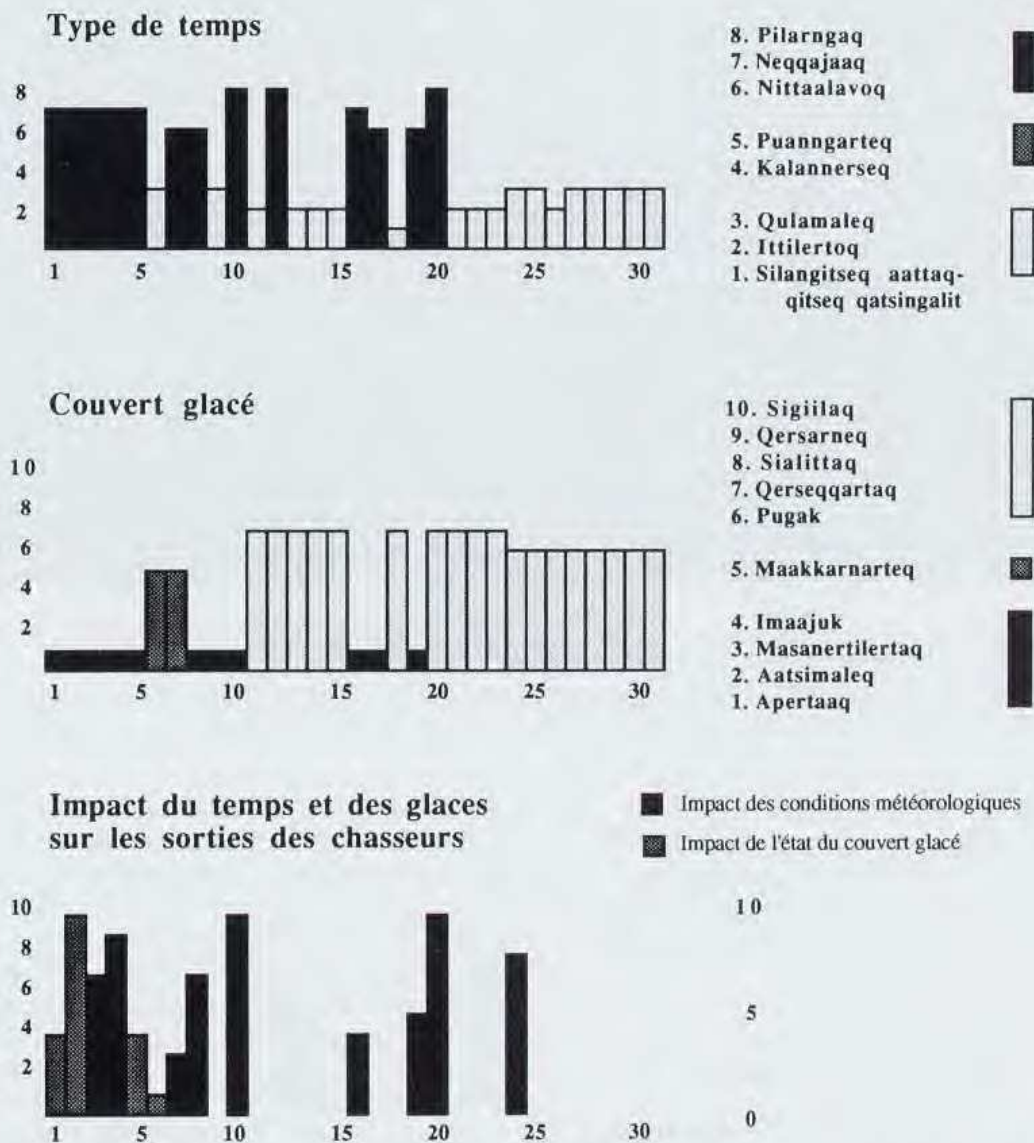 Type de temps
8
6
4
2
1 5 10 15 20 25 30
8. Pilarngaq
7. Neqqajaaq
6. Nittaalavoq
5. Puanngarteq
4. Kalannerseq
3. Qulamaleq
2. Ittilertoq
1. Silangitseq aattaq-
qitseq qatsingalit
Couvert glacé
10
8
6
4
2
1 5 10 15 20 25 30
10. Sigiilaq
9. Qersarneq
8. Sialittaq
7. Qerseqqartaq
6. Pugak
5. Maakkarnarteq
4. Imaajuk
3. Masanertilertaq
2. Aatsimaleq
1. Apertaaq
Impact du temps et des glaces
sur les sorties des chasseurs
Impact des conditions météorologiques
Impact de l'état du couvert glacé
10
8
6
4
2
1 5 10 15 20 25 30
10
5
0